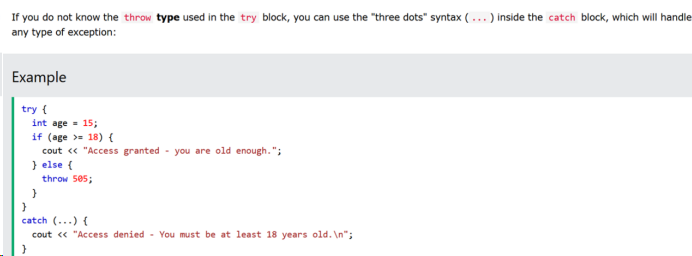 If you do not know the throw type used in the try block, you can use the "three dots" syntax (...) inside the catch block, which will handle
any type of exception:
Example
try {
  int age = 15;
  if (age >= 18) {
    cout << "Access granted - you are old enough.";
  } else {
    throw 505;
  }
}
catch (...) {
  cout << "Access denied - You must be at least 18 years old.\n";
}